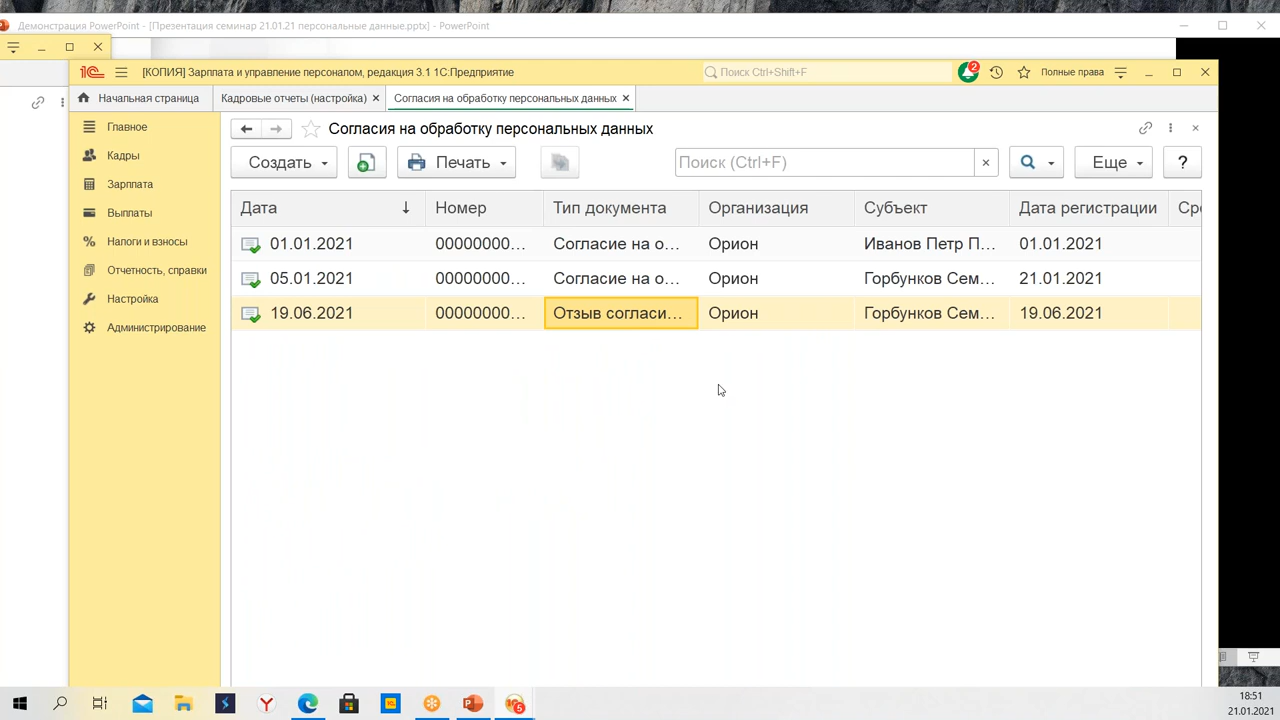 Демонстрация PowerPoint - [Презентация семинар 21.01.21 персональные данные.pptx] - PowerPoint
[КОПИЯ] Зарплата и управление персоналом, редакция 3.1 1С:Предприятие
Поиск Ctrl+Shift+F
2
Полные права
Начальная страница
Кадровые отчеты (настройка)
Согласия на обработку персональных данных
Главное
Кадры
Зарплата
Выплаты
Налоги и взносы
Отчетность, справки
Настройка
Администрирование
Согласия на обработку персональных данных
Создать
Печать
Поиск (Ctrl+F)
Еще
?
Дата Номер Тип документа Организация Субъект Дата регистрации Сро
01.01.2021 00000000... Согласие на о... Орион Иванов Петр П... 01.01.2021
05.01.2021 00000000... Согласие на о... Орион Горбунков Сем... 21.01.2021
19.06.2021 00000000... Отзыв согласи... Орион Горбунков Сем... 19.06.2021
5
18:51
21.01.2021